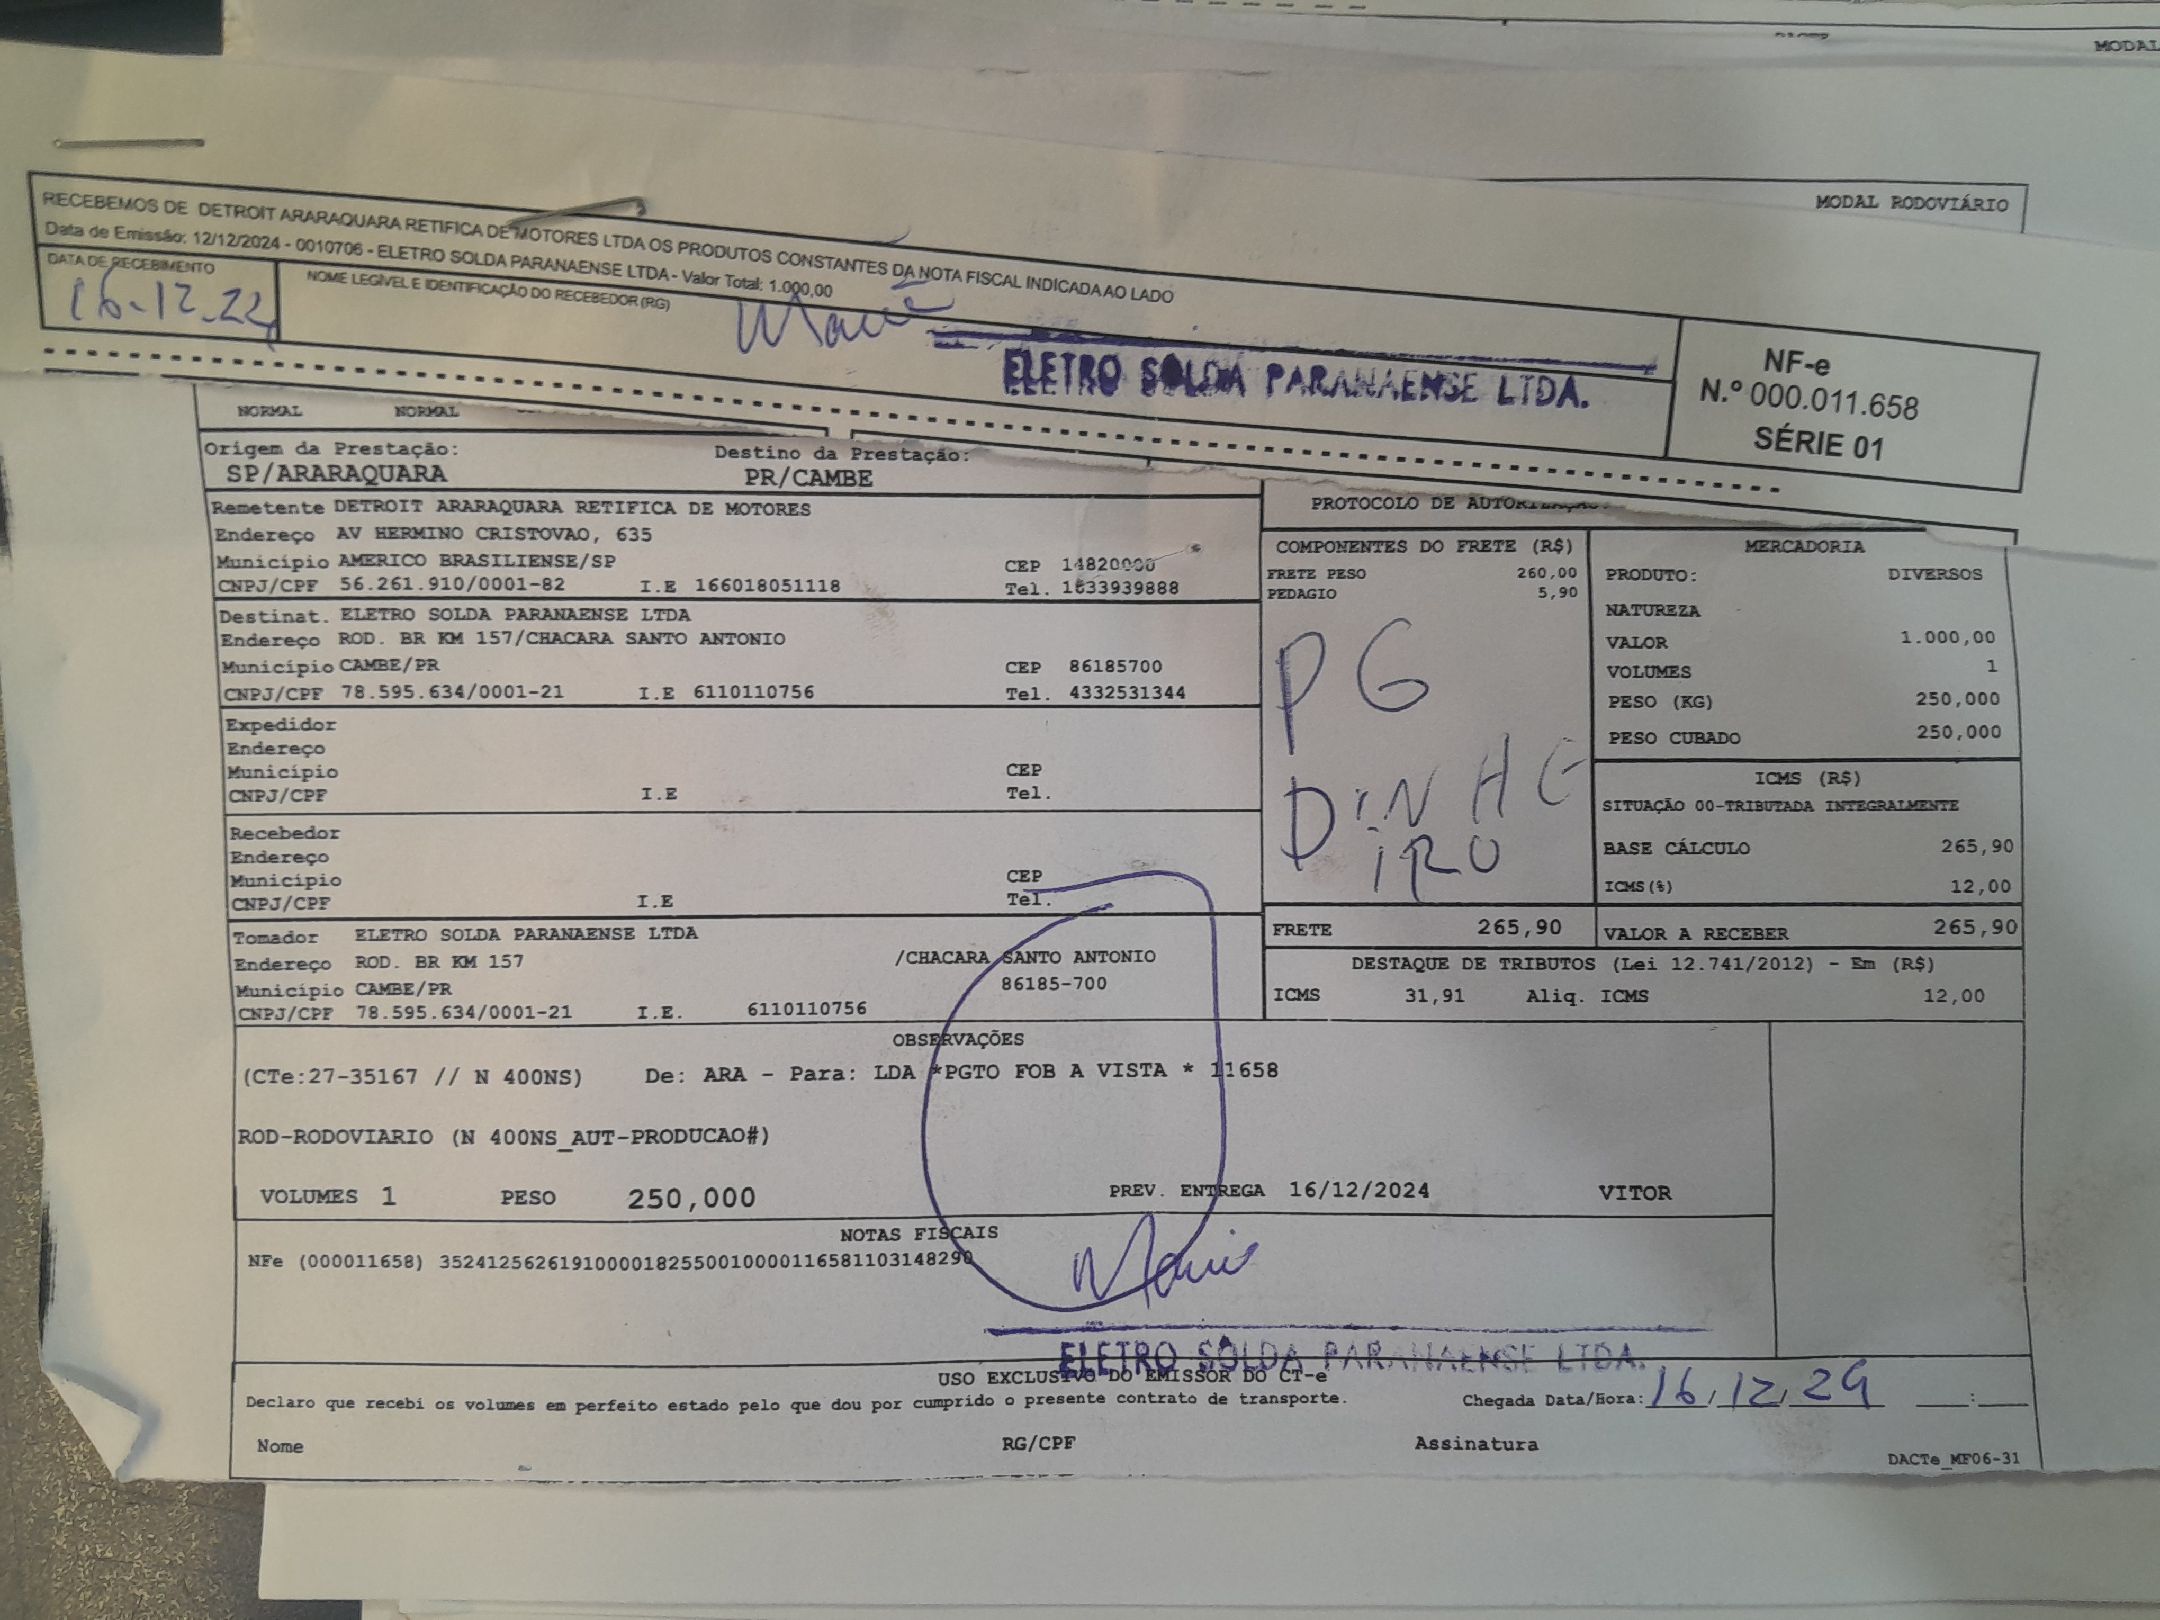 MODAL
MODAL RODOVIÁRIO
RECEBEMOS DE DETROIT ARARAQUARA RETIFICA DE MOTORES LTDA OS PRODUTOS CONSTANTES DA NOTA FISCAL INDICADA AO LADO
Data de Emissão: 12/12/2024 - 0010706 - ELETRO SOLDA PARANAENSE LTDA - Valor Total: 1.000,00
DATA DE RECEBIMENTO NOME LEGÍVEL E IDENTIFICAÇÃO DO RECEBEDOR (RG)
16-12-24
ELETRO SOLDA PARANAENSE LTDA.
NF-e
N.º 000.011.658
SÉRIE 01
NORMAL NORMAL
Origem da Prestação: Destino da Prestação:
SP/ARARAQUARA PR/CAMBE
Remetente DETROIT ARARAQUARA RETIFICA DE MOTORES
Endereço AV HERMINO CRISTOVAO, 635
Município AMERICO BRASILIENSE/SP CEP 14820000
CNPJ/CPF 56.261.910/0001-82 I.E 166018051118 Tel. 1633939888
Destinat. ELETRO SOLDA PARANAENSE LTDA
Endereço ROD. BR KM 157/CHACARA SANTO ANTONIO
Município CAMBE/PR CEP 86185700
CNPJ/CPF 78.595.634/0001-21 I.E 6110110756 Tel. 4332531344
Expedidor
Endereço
Município CEP
CNPJ/CPF I.E Tel.
Recebedor
Endereço
Município CEP
CNPJ/CPF I.E Tel.
Tomador ELETRO SOLDA PARANAENSE LTDA
Endereço ROD. BR KM 157 /CHACARA SANTO ANTONIO
Município CAMBE/PR 86185-700
CNPJ/CPF 78.595.634/0001-21 I.E. 6110110756
PROTOCOLO DE
COMPONENTES DO FRETE (R$)
FRETE PESO 260,00
PEDAGIO 5,90
PG
DINHE
IRO
FRETE 265,90
MERCADORIA
PRODUTO: DIVERSOS
NATUREZA
VALOR 1.000,00
VOLUMES 1
PESO (KG) 250,000
PESO CUBADO 250,000
ICMS (R$)
SITUAÇÃO 00-TRIBUTADA INTEGRALMENTE
BASE CÁLCULO 265,90
ICMS(%) 12,00
VALOR A RECEBER 265,90
DESTAQUE DE TRIBUTOS (Lei 12.741/2012) - Em (R$)
ICMS 31,91 Aliq. ICMS 12,00
OBSERVAÇÕES
(CTe:27-35167 // N 400NS) De: ARA - Para: LDA *PGTO FOB A VISTA * 11658
ROD-RODOVIARIO (N 400NS_AUT-PRODUCAO#)
VOLUMES 1 PESO 250,000 PREV. ENTREGA 16/12/2024 VITOR
NOTAS FISCAIS
NFe (000011658) 35241256261910000182550010000116581103148290
ELETRO SOLDA PARANAENSE LTDA.
USO EXCLUSIVO DO EMISSOR DO CT-e
Declaro que recebi os volumes em perfeito estado pelo que dou por cumprido o presente contrato de transporte. Chegada Data/Hora: 16/12/24 :
Nome RG/CPF Assinatura
DACTe_MF06-31